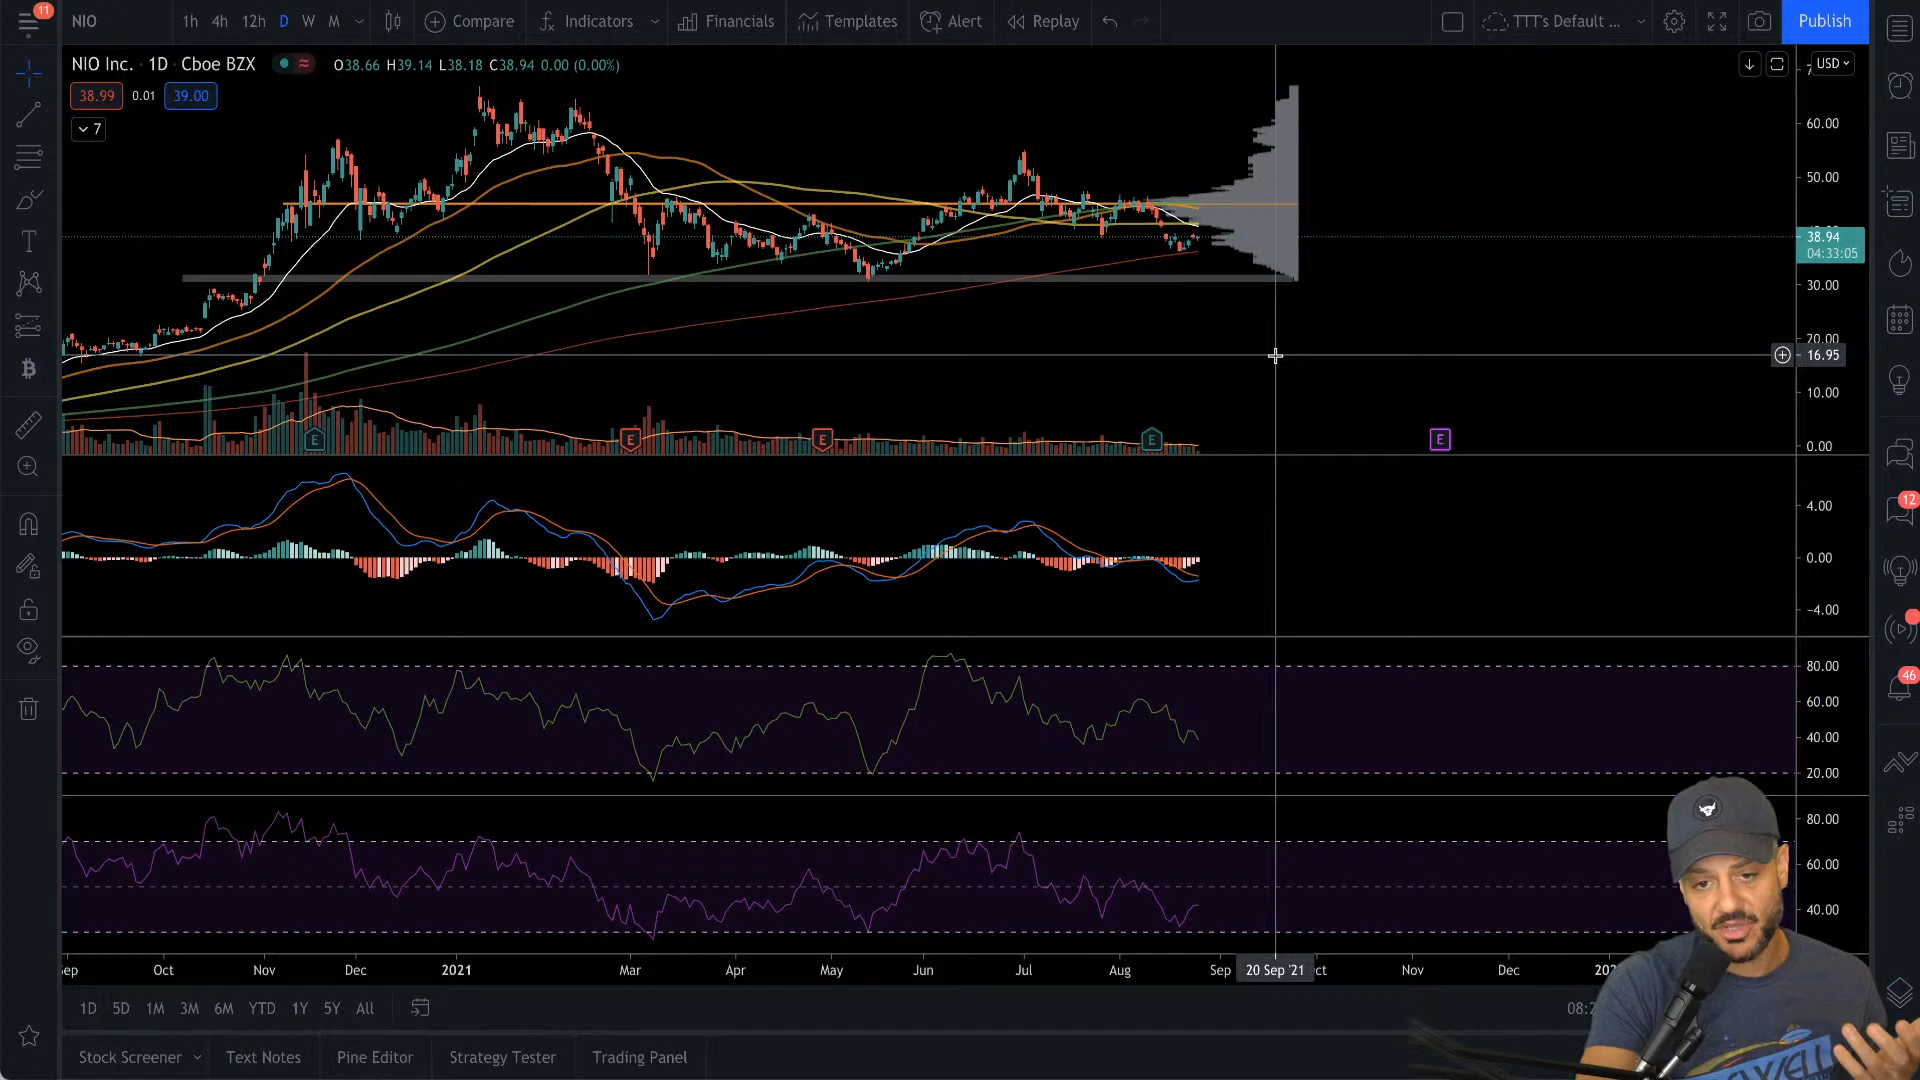 11
NIO 1h 4h 12h D W M Compare Indicators Financials Templates Alert Replay TTT's Default ... Publish
NIO Inc. · 1D · Cboe BZX O38.66 H39.14 L38.18 C38.94 0.00 (0.00%)
USD
38.99 0.01 39.00
7
60.00
50.00
38.94
04:33:05
30.00
20.00
16.95
10.00
0.00
E E E E E
4.00
0.00
−4.00
80.00
60.00
40.00
20.00
80.00
60.00
40.00
12
46
Oct Nov Dec 2021 Mar Apr May Jun Jul Aug Sep 20 Sep '21 Nov Dec
1D 5D 1M 3M 6M YTD 1Y 5Y All
Stock Screener Text Notes Pine Editor Strategy Tester Trading Panel